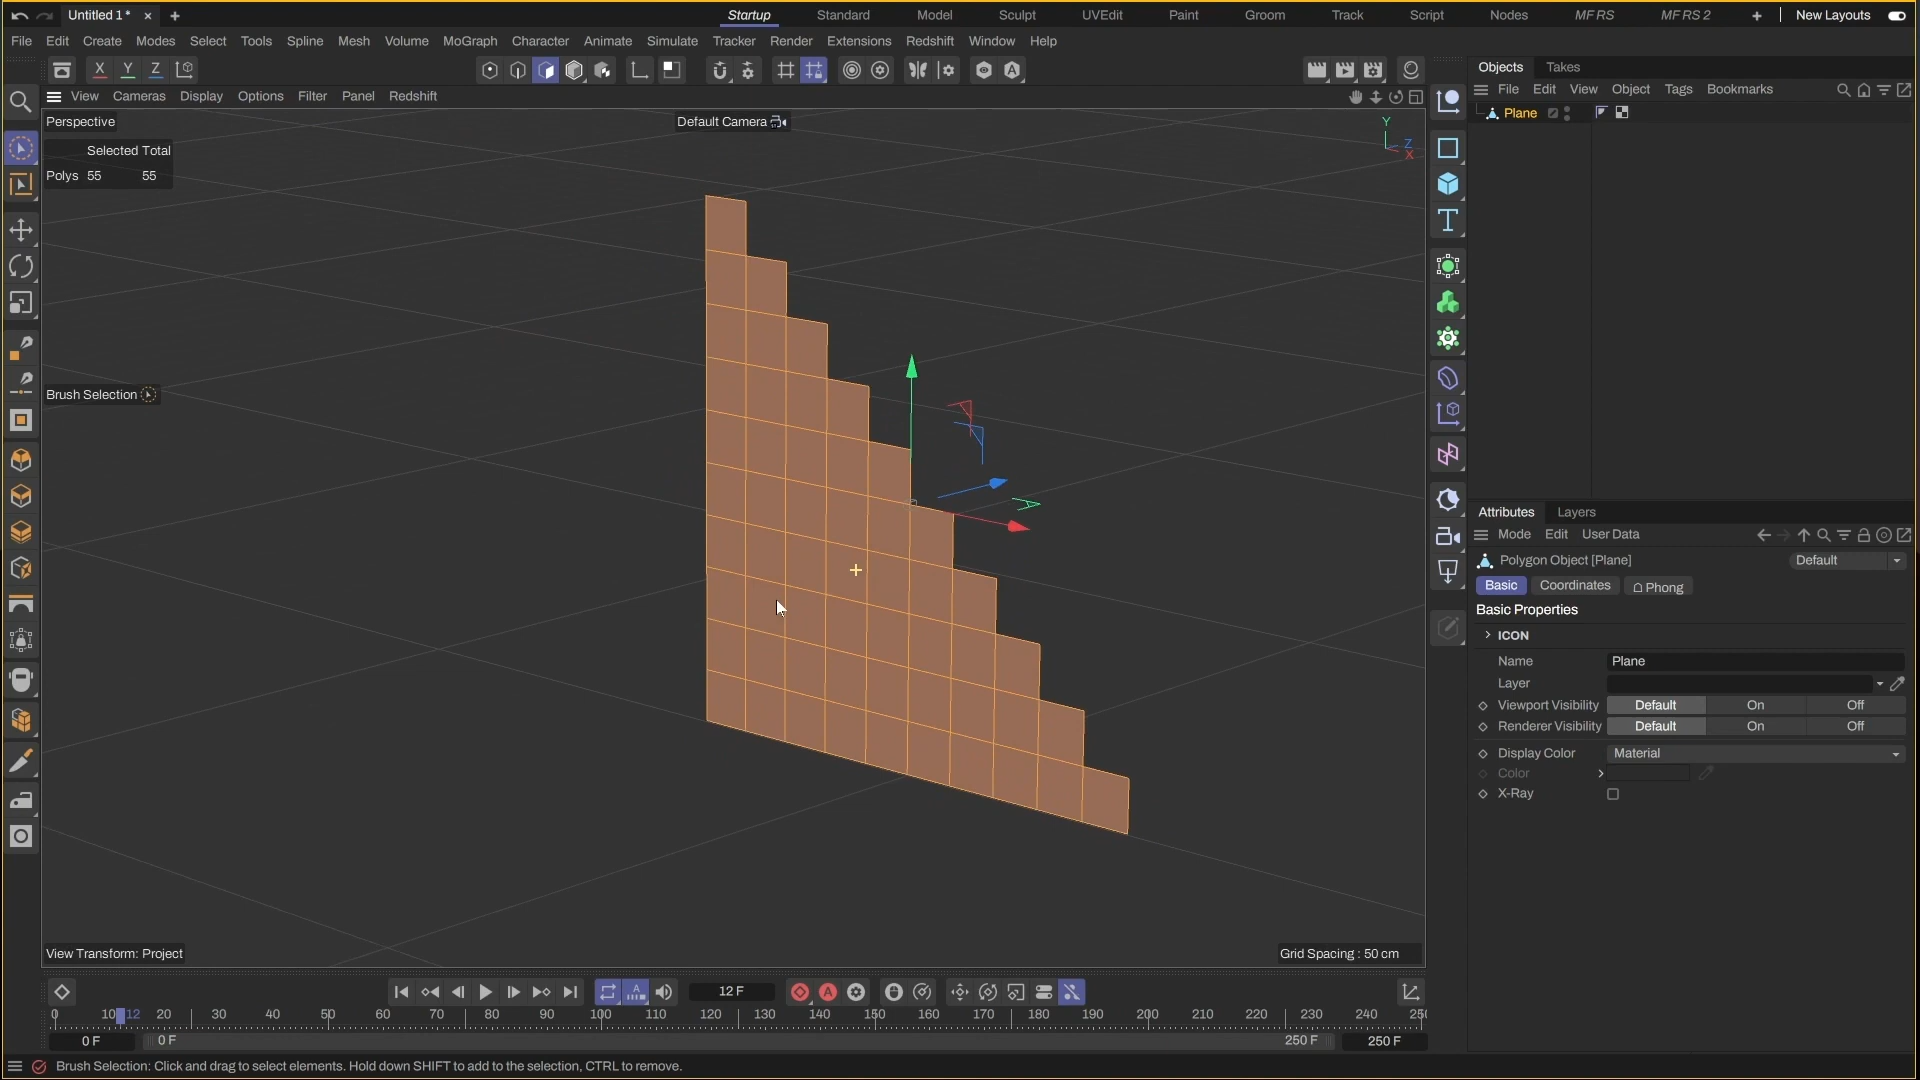 Untitled 1 *
Startup Standard Model Sculpt UVEdit Paint Groom Track Script Nodes MF RS MF RS 2 New Layouts
File Edit Create Modes Select Tools Spline Mesh Volume MoGraph Character Animate Simulate Tracker Render Extensions Redshift Window Help
X Y Z
Objects Takes
View Cameras Display Options Filter Panel Redshift
File Edit View Object Tags Bookmarks
Perspective
Default Camera
Y
Z
X
Plane
Selected Total
Polys 55 55
Brush Selection
Attributes Layers
Mode Edit User Data
Polygon Object [Plane]
Default
Basic Coordinates Phong
Basic Properties
ICON
Name Plane
Layer
Viewport Visibility Default On Off
Renderer Visibility Default On Off
Display Color Material
Color
X-Ray
View Transform: Project
Grid Spacing : 50 cm
12 F
0 10 12 20 30 40 50 60 70 80 90 100 110 120 130 140 150 160 170 180 190 200 210 220 230 240 25
0 F 0 F 250 F 250 F
Brush Selection: Click and drag to select elements. Hold down SHIFT to add to the selection, CTRL to remove.